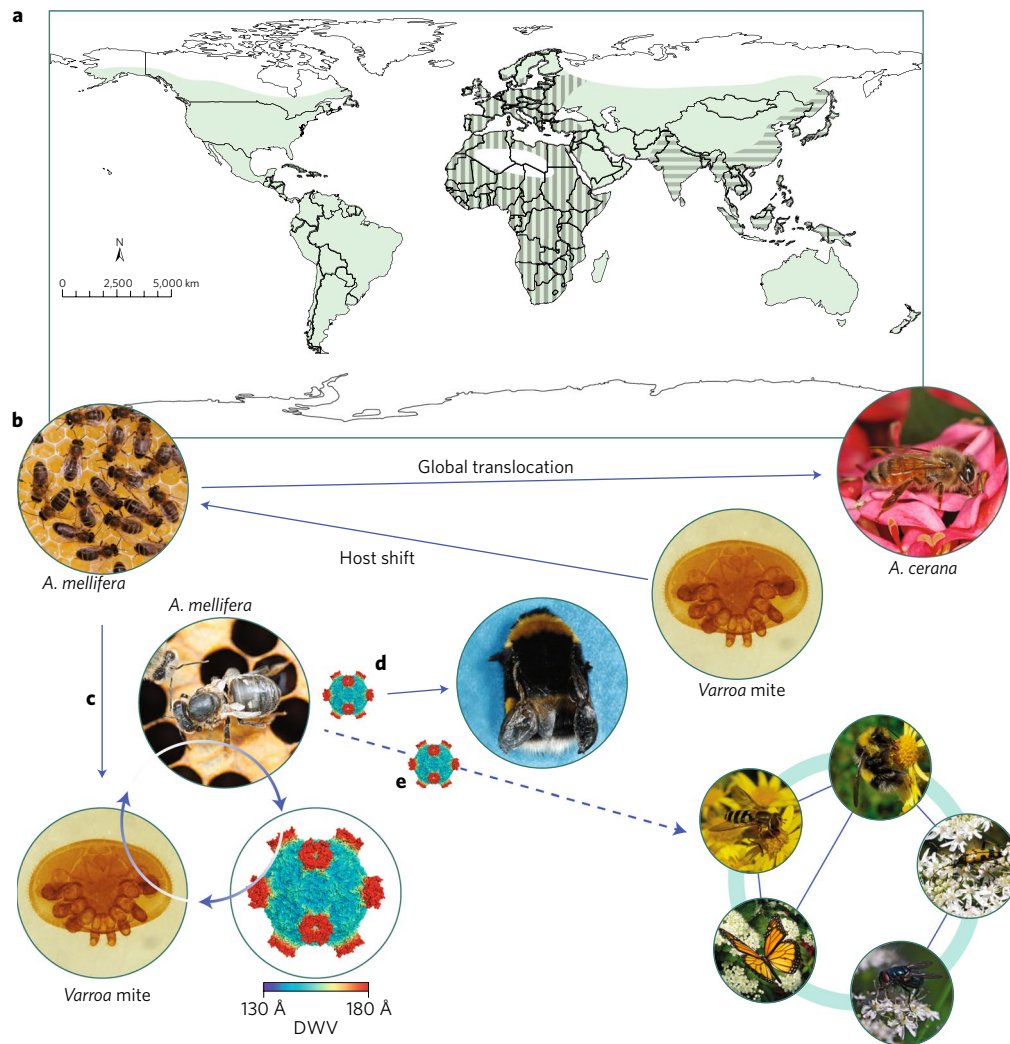 a
N
0 2,500 5,000 km
b
Global translocation
Host shift
A. mellifera
A. cerana
A. mellifera
Varroa mite
c
d
e
Varroa mite
130 Å 180 Å
DWV